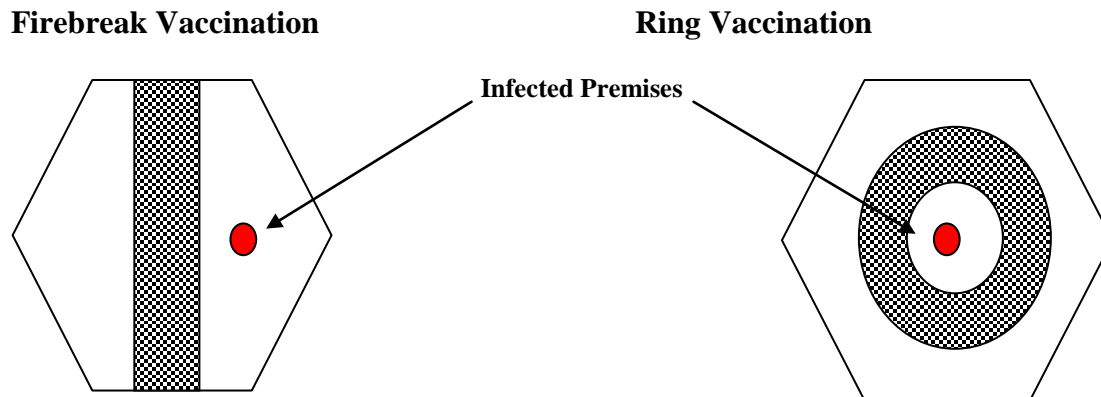 Firebreak Vaccination
Ring Vaccination
Infected Premises